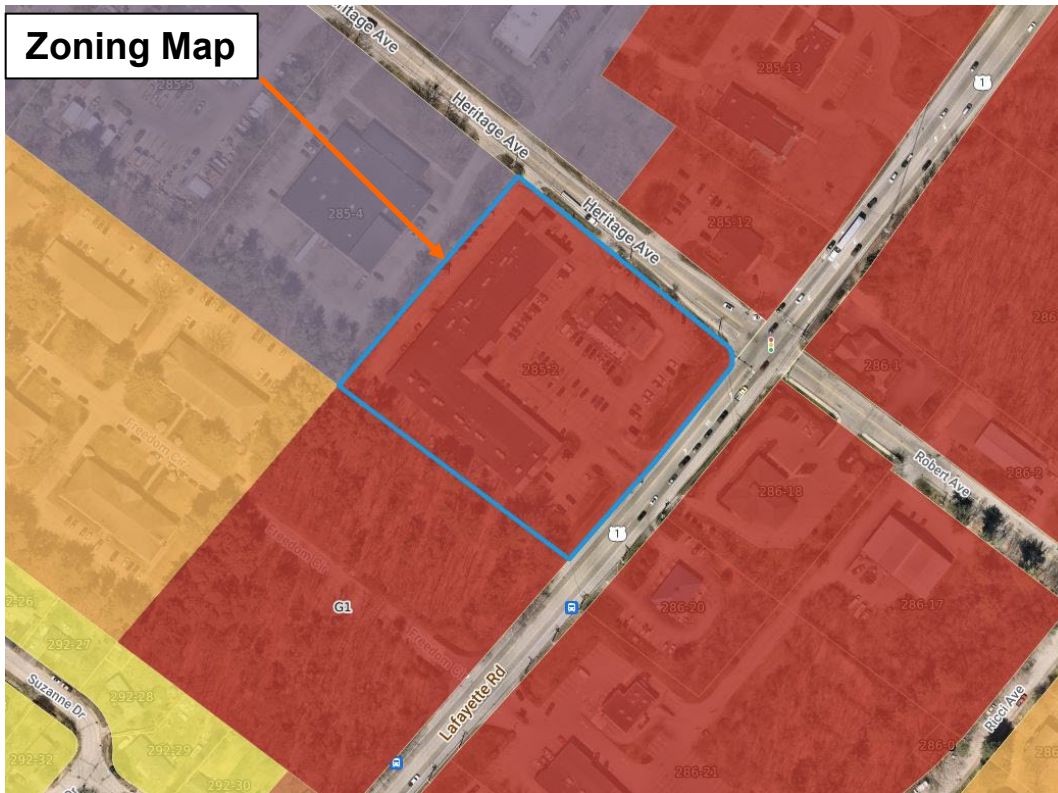 Zoning Map
ritage Ave
Heritage Ave
Heritage Ave
1
285-13
285-5
285-4
285-12
285-2
286-1
286-2
286-18
Robert Ave
1
Freedom Cir
Freedom Cir
G1
286-20
286-17
292-27
292-28
Suzanne Dr
Lafayette Rd
Ricci Ave
292-29
292-32
292-30
286-21